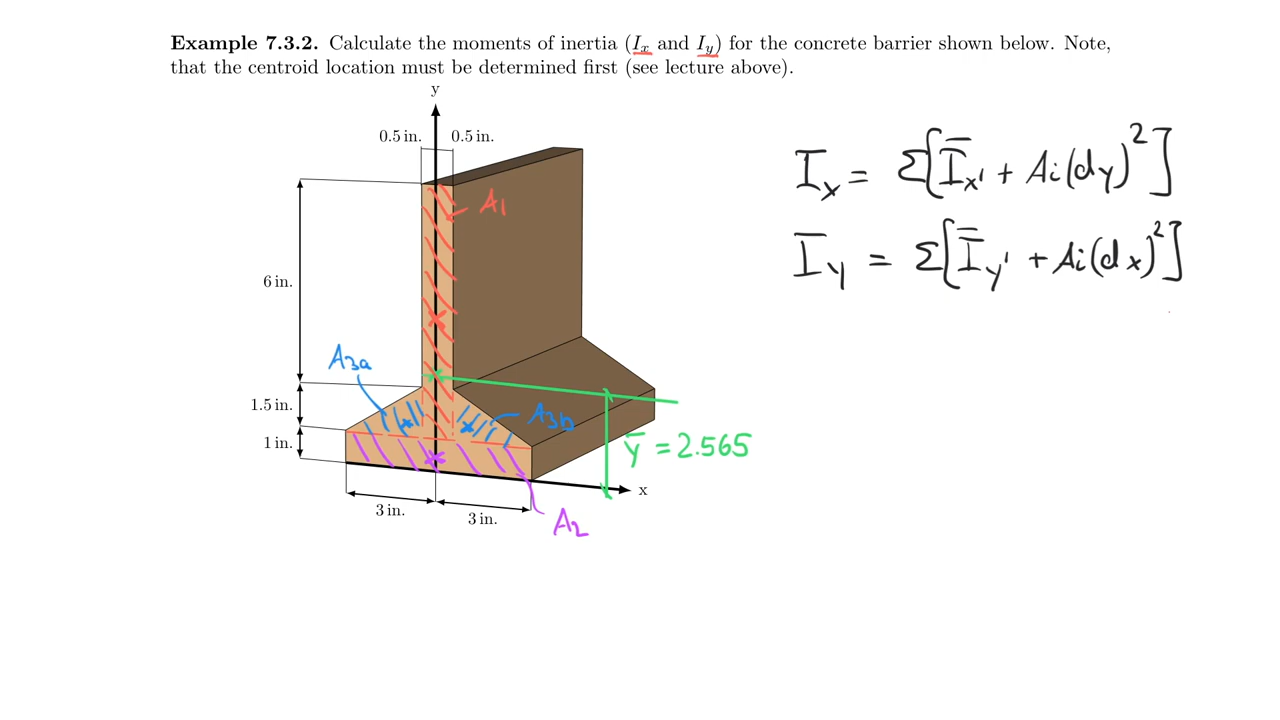 Example 7.3.2. Calculate the moments of inertia (Ix and Iy) for the concrete barrier shown below. Note,
that the centroid location must be determined first (see lecture above).
y
0.5 in. 0.5 in.
A1
6 in.
A3a
1.5 in.
A3b
1 in.
ȳ = 2.565
x
3 in.
3 in.
A2
Ix = Σ[Īx' + Ai(dy)²]
Iy = Σ[Īy' + Ai(dx)²]